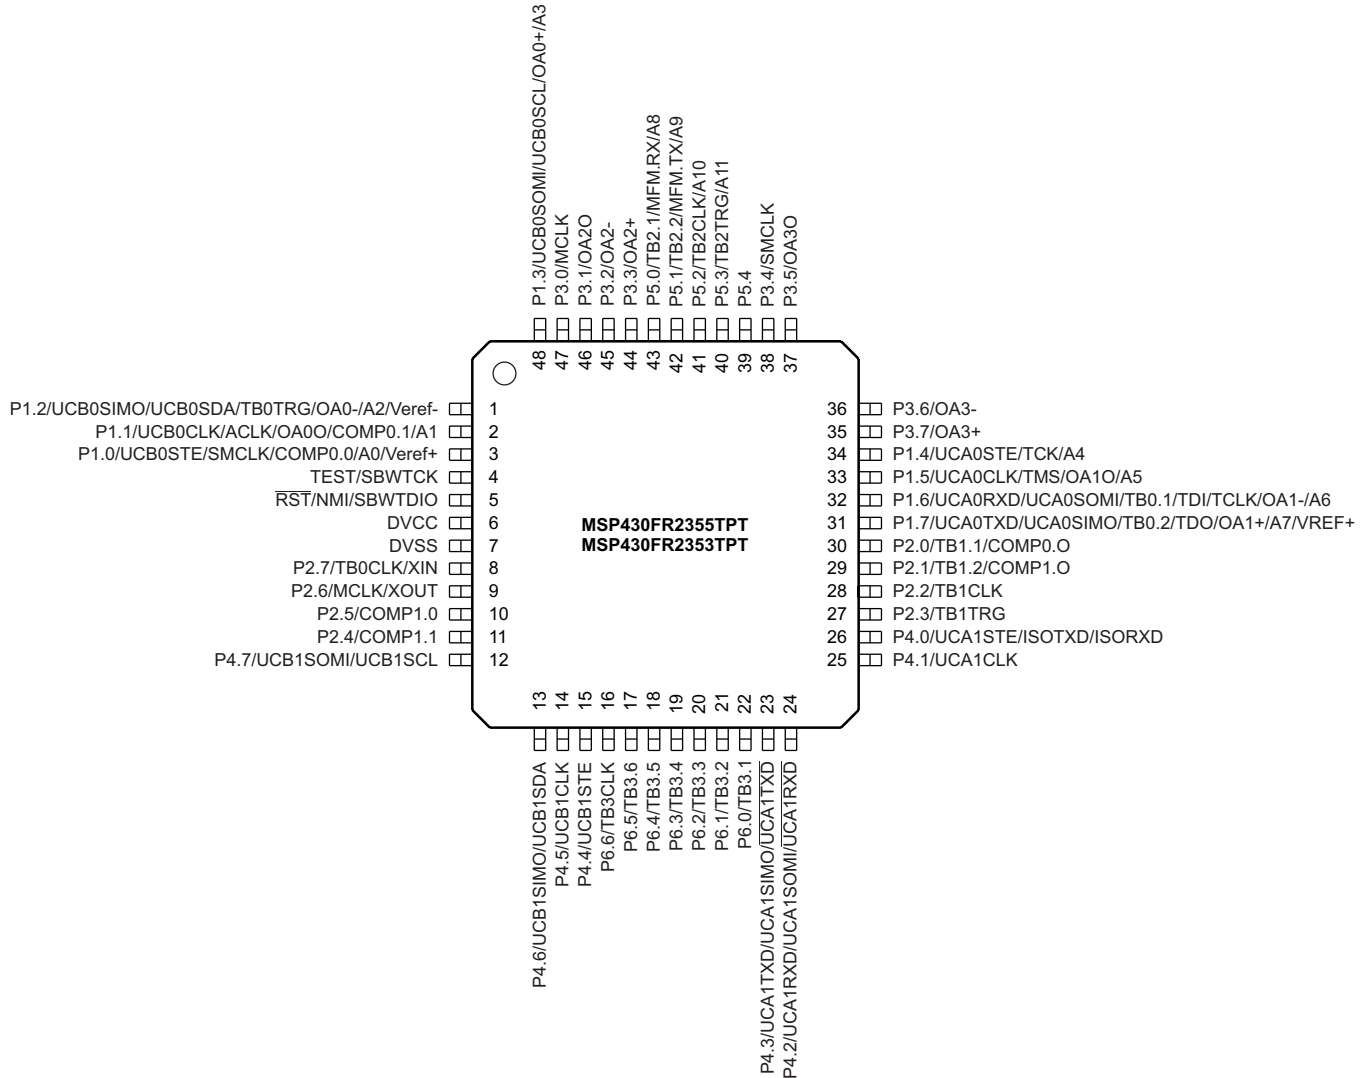 P1.3/UCB0SOMI/UCB0SCL/OA0+/A3
P3.0/MCLK
P3.1/OA2O
P3.2/OA2-
P3.3/OA2+
P5.0/TB2.1/MFM.RX/A8
P5.1/TB2.2/MFM.TX/A9
P5.2/TB2CLK/A10
P5.3/TB2TRG/A11
P5.4
P3.4/SMCLK
P3.5/OA3O
48 47 46 45 44 43 42 41 40 39 38 37
P1.2/UCB0SIMO/UCB0SDA/TB0TRG/OA0-/A2/Veref- 1
P1.1/UCB0CLK/ACLK/OA0O/COMP0.1/A1 2
P1.0/UCB0STE/SMCLK/COMP0.0/A0/Veref+ 3
TEST/SBWTCK 4
RST/NMI/SBWTDIO 5
DVCC 6
DVSS 7
P2.7/TB0CLK/XIN 8
P2.6/MCLK/XOUT 9
P2.5/COMP1.0 10
P2.4/COMP1.1 11
P4.7/UCB1SOMI/UCB1SCL 12
MSP430FR2355TPT
MSP430FR2353TPT
36 P3.6/OA3-
35 P3.7/OA3+
34 P1.4/UCA0STE/TCK/A4
33 P1.5/UCA0CLK/TMS/OA1O/A5
32 P1.6/UCA0RXD/UCA0SOMI/TB0.1/TDI/TCLK/OA1-/A6
31 P1.7/UCA0TXD/UCA0SIMO/TB0.2/TDO/OA1+/A7/VREF+
30 P2.0/TB1.1/COMP0.O
29 P2.1/TB1.2/COMP1.O
28 P2.2/TB1CLK
27 P2.3/TB1TRG
26 P4.0/UCA1STE/ISOTXD/ISORXD
25 P4.1/UCA1CLK
13 14 15 16 17 18 19 20 21 22 23 24
P4.6/UCB1SIMO/UCB1SDA
P4.5/UCB1CLK
P4.4/UCB1STE
P6.6/TB3CLK
P6.5/TB3.6
P6.4/TB3.5
P6.3/TB3.4
P6.2/TB3.3
P6.1/TB3.2
P6.0/TB3.1
P4.3/UCA1TXD/UCA1SIMO/UCA1TXD
P4.2/UCA1RXD/UCA1SOMI/UCA1RXD